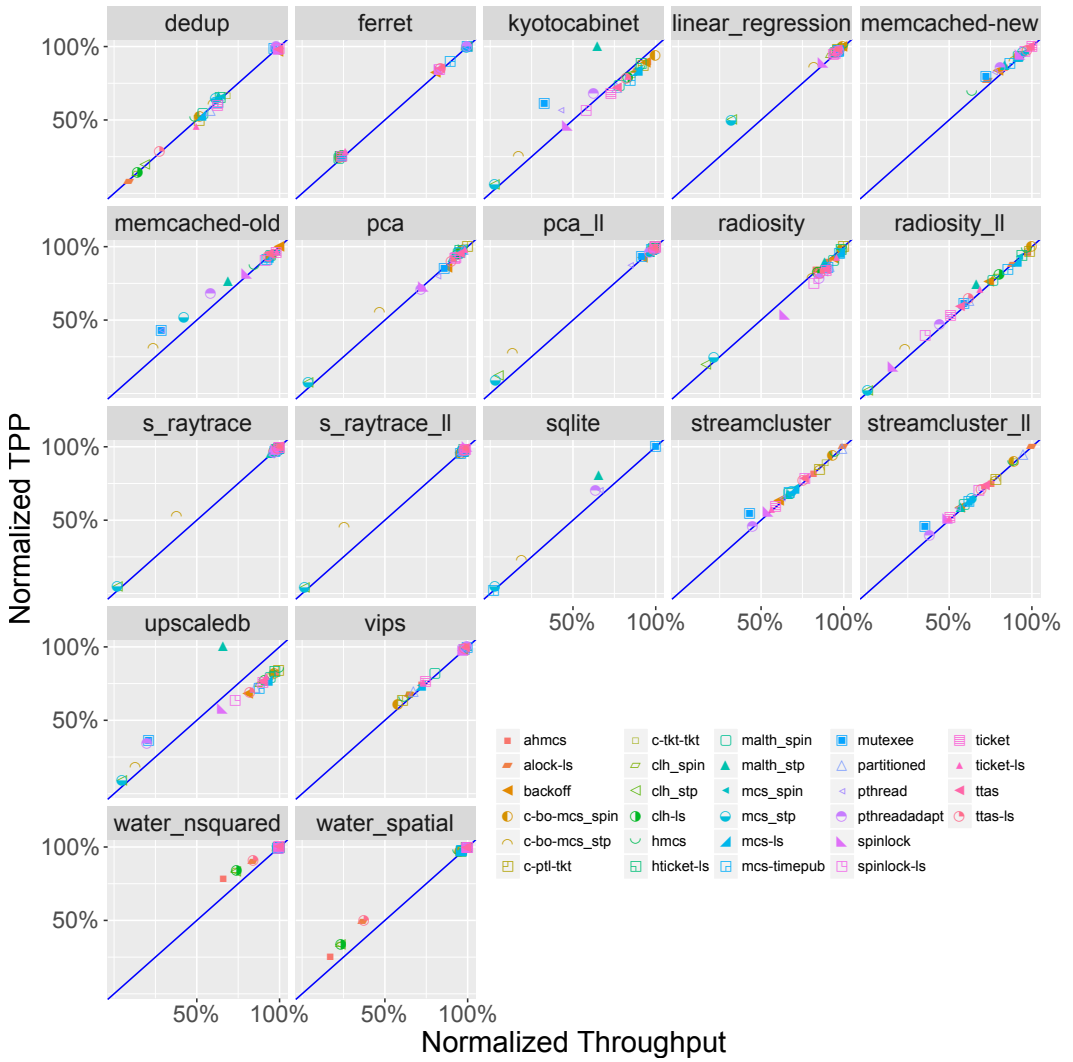 dedup ferret kyotocabinet linear_regression memcached-new
100%
50%
memcached-old pca pca_ll radiosity radiosity_ll
100%
50%
s_raytrace s_raytrace_ll sqlite streamcluster streamcluster_ll
100%
50%
50% 100% 50% 100% 50% 100%
upscaledb vips
100%
50%
water_nsquared water_spatial
100%
50%
50% 100% 50% 100%
Normalized TPP
Normalized Throughput
ahmcs
alock-ls
backoff
c-bo-mcs_spin
c-bo-mcs_stp
c-ptl-tkt
c-tkt-tkt
clh_spin
clh_stp
clh-ls
hmcs
hticket-ls
malth_spin
malth_stp
mcs_spin
mcs_stp
mcs-ls
mcs-timepub
mutexee
partitioned
pthread
pthreadadapt
spinlock
spinlock-ls
ticket
ticket-ls
ttas
ttas-ls